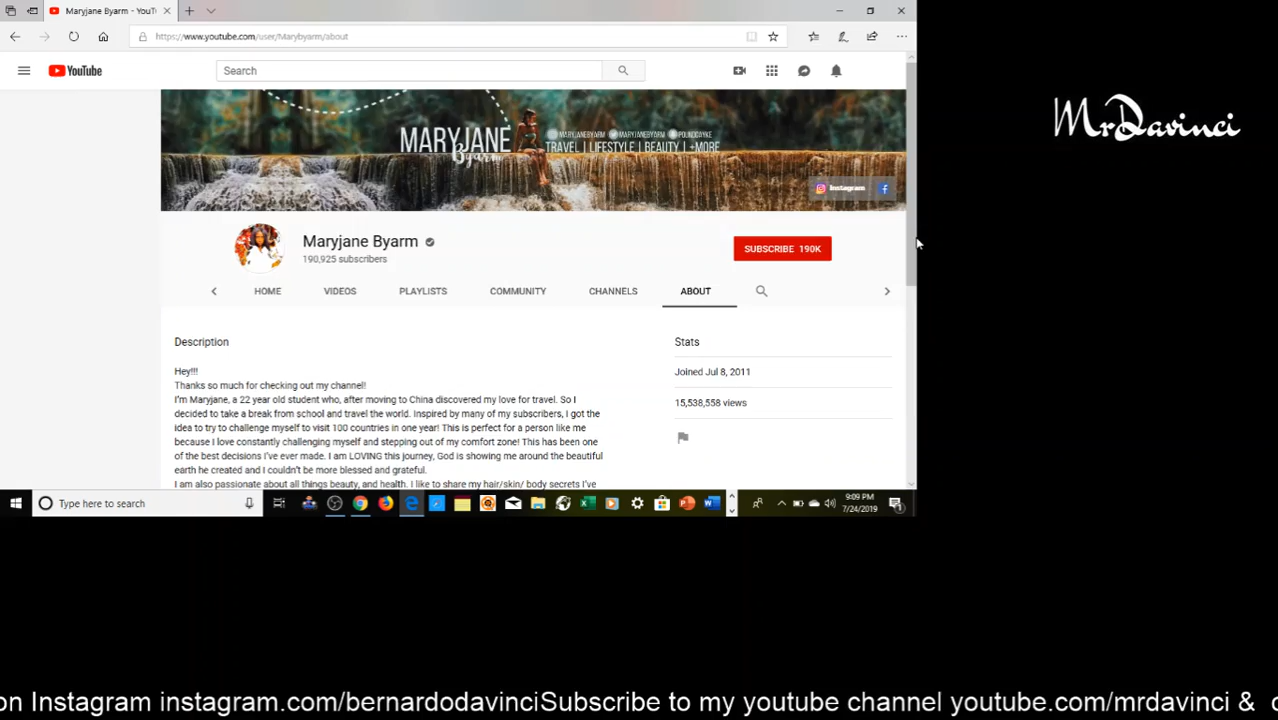 Maryjane Byarm - YouT
https://www.youtube.com/user/Marybyarm/about
YouTube
Search
MARYJANE
Byarm
MARYJANEBYARM MARYJANEBYARM POUNDDAYKE
TRAVEL | LIFESTYLE | BEAUTY | +MORE
Instagram
MrDavinci
Maryjane Byarm
190,925 subscribers
SUBSCRIBE 190K
HOME VIDEOS PLAYLISTS COMMUNITY CHANNELS ABOUT
Description
Hey!!!
Thanks so much for checking out my channel!
I'm Maryjane, a 22 year old student who, after moving to China discovered my love for travel. So I
decided to take a break from school and travel the world. Inspired by many of my subscribers, I got the
idea to try to challenge myself to visit 100 countries in one year! This is perfect for a person like me
because I love constantly challenging myself and stepping out of my comfort zone! This has been one
of the best decisions I've ever made. I am LOVING this journey, God is showing me around the beautiful
earth he created and I couldn't be more blessed and grateful.
I am also passionate about all things beauty, and health. I like to share my hair/skin/ body secrets I've
Stats
Joined Jul 8, 2011
15,538,558 views
Type here to search
9:09 PM
7/24/2019
on Instagram instagram.com/bernardodavinciSubscribe to my youtube channel youtube.com/mrdavinci &